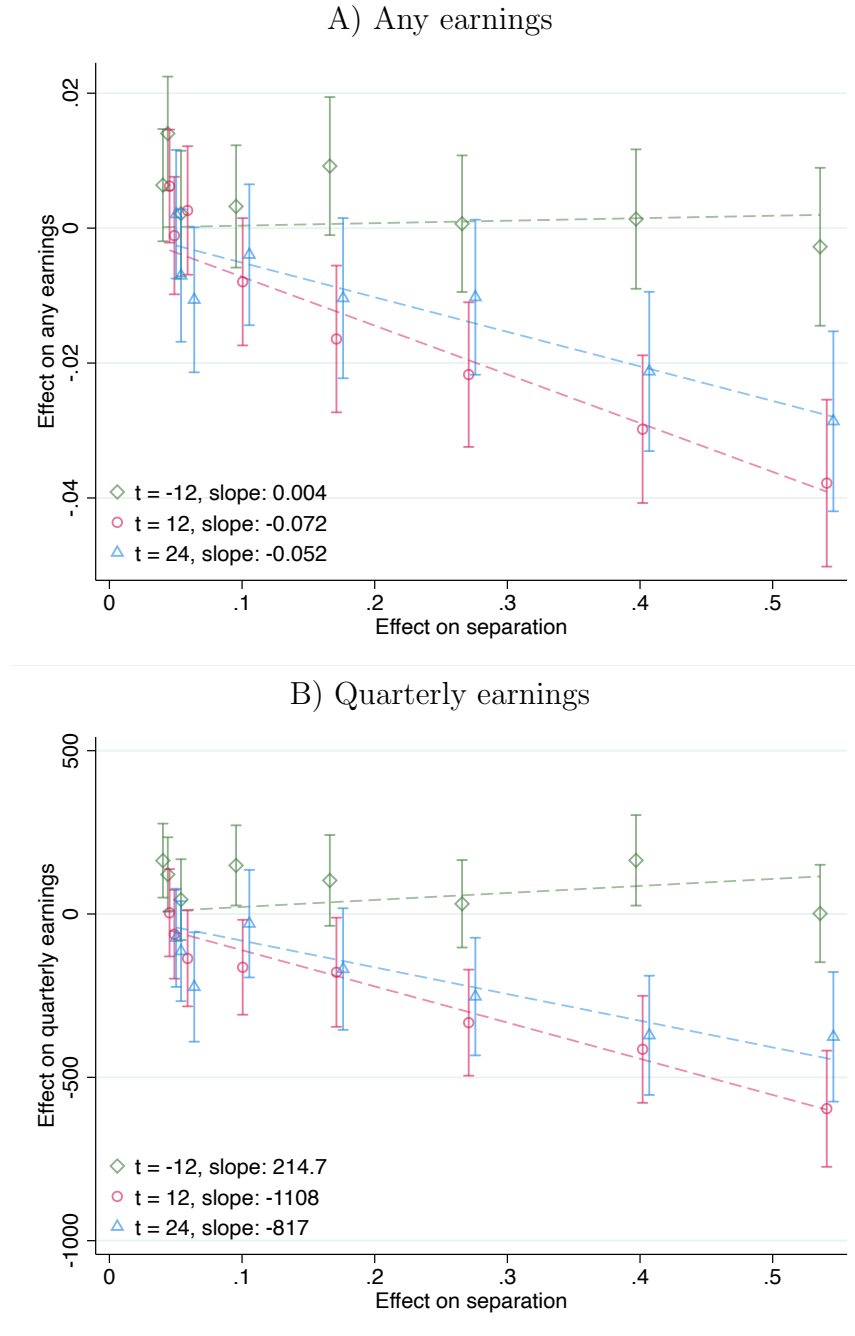 A) Any earnings
.02
0
-.02
-.04
Effect on any earnings
t = -12, slope: 0.004
t = 12, slope: -0.072
t = 24, slope: -0.052
0 .1 .2 .3 .4 .5
Effect on separation
B) Quarterly earnings
500
0
-500
-1000
Effect on quarterly earnings
t = -12, slope: 214.7
t = 12, slope: -1108
t = 24, slope: -817
0 .1 .2 .3 .4 .5
Effect on separation